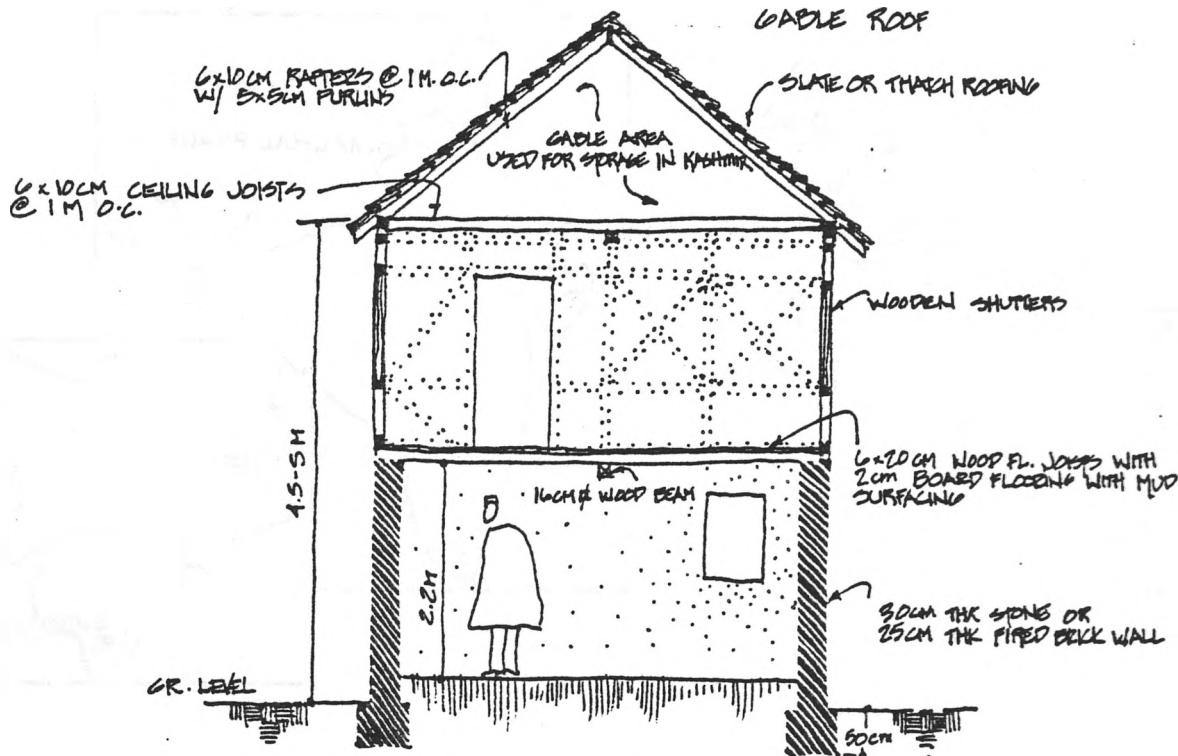 GABLE ROOF
6x10CM RAFTERS @ 1M. O.C.
W/ 5x5CM PURLINS
SLATE OR THATCH ROOFING
GABLE AREA
USED FOR STORAGE IN KASHMIR
6x10CM CEILING JOISTS
@ 1M O.C.
WOODEN SHUTTERS
4.5-5M
6x20CM WOOD FL. JOISTS WITH
2cm BOARD FLOORING WITH MUD
SURFACING
16CM⌀ WOOD BEAM
2.2M
30CM THK STONE OR
25CM THK FIRED BRICK WALL
GR. LEVEL
50cm